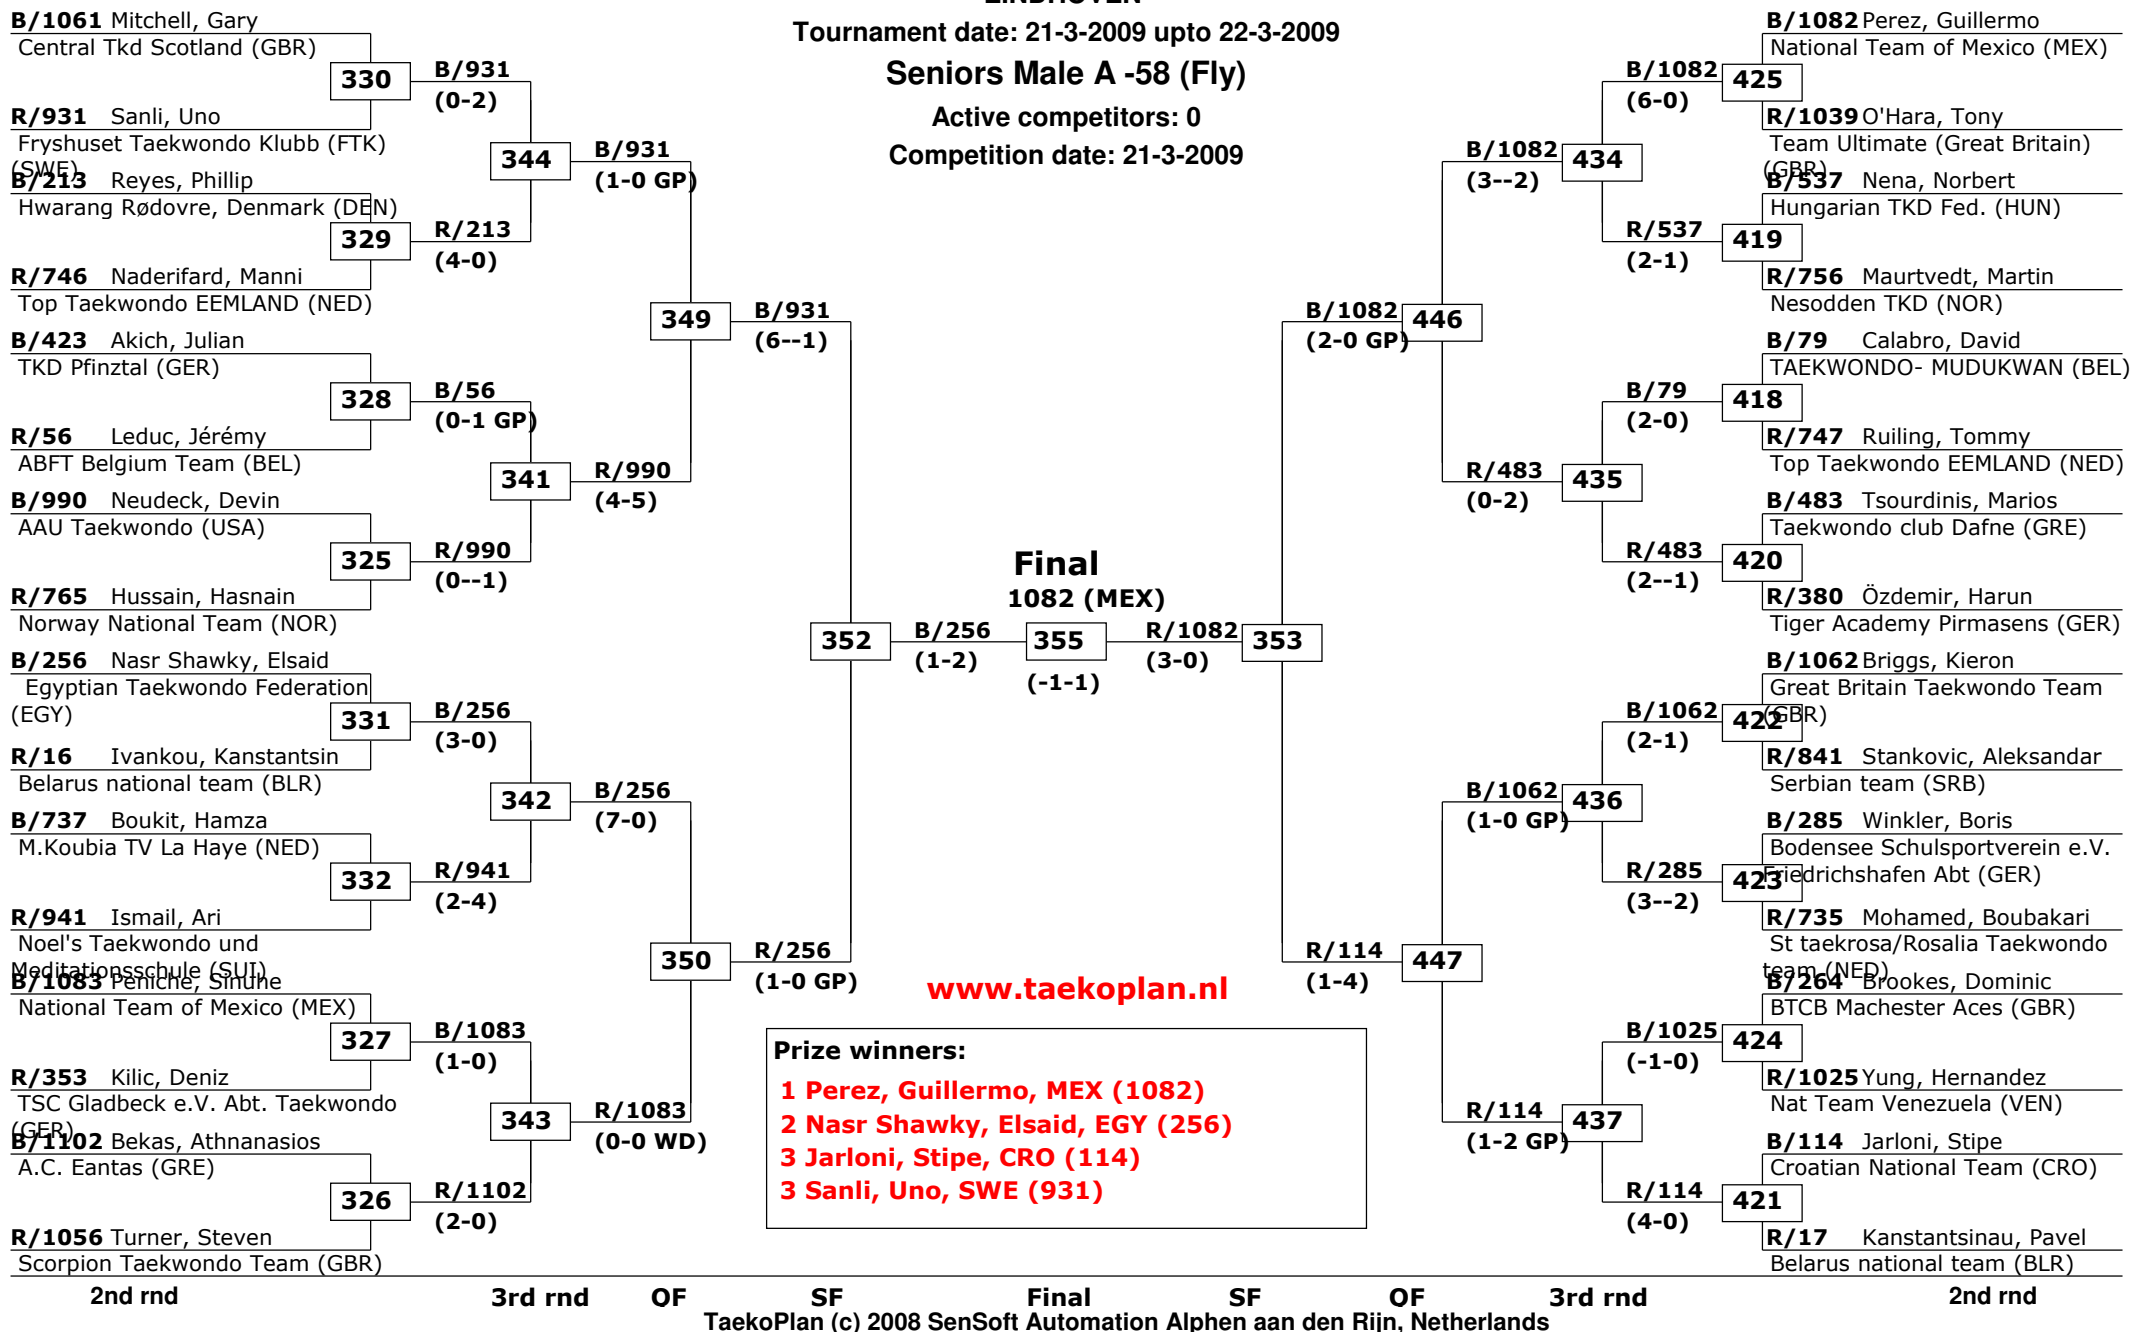 EINDHOVEN
Tournament date: 21-3-2009 upto 22-3-2009
Seniors Male A -58 (Fly)
Active competitors: 0
Competition date: 21-3-2009
B/1061 Mitchell, Gary
Central Tkd Scotland (GBR)
330
R/931 Sanli, Uno
Fryshuset Taekwondo Klubb (FTK)
(SWE)
B/213 Reyes, Phillip
Hwarang Rødovre, Denmark (DEN)
329
R/746 Naderifard, Manni
Top Taekwondo EEMLAND (NED)
B/423 Akich, Julian
TKD Pfinztal (GER)
328
R/56 Leduc, Jérémy
ABFT Belgium Team (BEL)
B/990 Neudeck, Devin
AAU Taekwondo (USA)
325
R/765 Hussain, Hasnain
Norway National Team (NOR)
B/256 Nasr Shawky, Elsaid
Egyptian Taekwondo Federation
(EGY)
331
R/16 Ivankou, Kanstantsin
Belarus national team (BLR)
B/737 Boukit, Hamza
M.Koubia TV La Haye (NED)
332
R/941 Ismail, Ari
Noel's Taekwondo und
Meditationsschule (SUI)
B/1083 Peniche, Sinuhe
National Team of Mexico (MEX)
327
R/353 Kilic, Deniz
TSC Gladbeck e.V. Abt. Taekwondo
(GER)
B/1102 Bekas, Athnanasios
A.C. Eantas (GRE)
326
R/1056 Turner, Steven
Scorpion Taekwondo Team (GBR)
B/931
(0-2)
344
R/213
(4-0)
B/56
(0-1 GP)
341
R/990
(0--1)
B/256
(3-0)
342
R/941
(2-4)
B/1083
(1-0)
343
R/1102
(2-0)
B/931
(1-0 GP)
349
R/990
(4-5)
B/256
(7-0)
350
R/1083
(0-0 WD)
B/931
(6--1)
352
R/256
(1-0 GP)
B/256
(1-2)
Final
1082 (MEX)
355
(-1-1)
R/1082
(3-0)
353
B/1082
(2-0 GP)
446
R/114
(1-4)
447
B/1082
(3--2)
434
R/483
(0-2)
435
B/1062
(1-0 GP)
436
R/114
(1-2 GP)
437
B/1082
(6-0)
R/537
(2-1)
B/79
(2-0)
R/483
(2--1)
B/1062
(2-1)
R/285
(3--2)
B/1025
(-1-0)
R/114
(4-0)
B/1082 Perez, Guillermo
National Team of Mexico (MEX)
425
R/1039 O'Hara, Tony
Team Ultimate (Great Britain)
(GBR)
B/537 Nena, Norbert
Hungarian TKD Fed. (HUN)
419
R/756 Maurtvedt, Martin
Nesodden TKD (NOR)
B/79 Calabro, David
TAEKWONDO- MUDUKWAN (BEL)
418
R/747 Ruiling, Tommy
Top Taekwondo EEMLAND (NED)
B/483 Tsourdinis, Marios
Taekwondo club Dafne (GRE)
420
R/380 Özdemir, Harun
Tiger Academy Pirmasens (GER)
B/1062 Briggs, Kieron
Great Britain Taekwondo Team
(GBR)
422
R/841 Stankovic, Aleksandar
Serbian team (SRB)
B/285 Winkler, Boris
Bodensee Schulsportverein e.V.
Friedrichshafen Abt (GER)
423
R/735 Mohamed, Boubakari
St taekrosa/Rosalia Taekwondo
team (NED)
B/264 Brookes, Dominic
BTCB Machester Aces (GBR)
424
R/1025 Yung, Hernandez
Nat Team Venezuela (VEN)
B/114 Jarloni, Stipe
Croatian National Team (CRO)
421
R/17 Kanstantsinau, Pavel
Belarus national team (BLR)
www.taekoplan.nl
Prize winners:
1 Perez, Guillermo, MEX (1082)
2 Nasr Shawky, Elsaid, EGY (256)
3 Jarloni, Stipe, CRO (114)
3 Sanli, Uno, SWE (931)
2nd rnd 3rd rnd QF SF Final SF QF 3rd rnd 2nd rnd
TaekoPlan (c) 2008 SenSoft Automation Alphen aan den Rijn, Netherlands